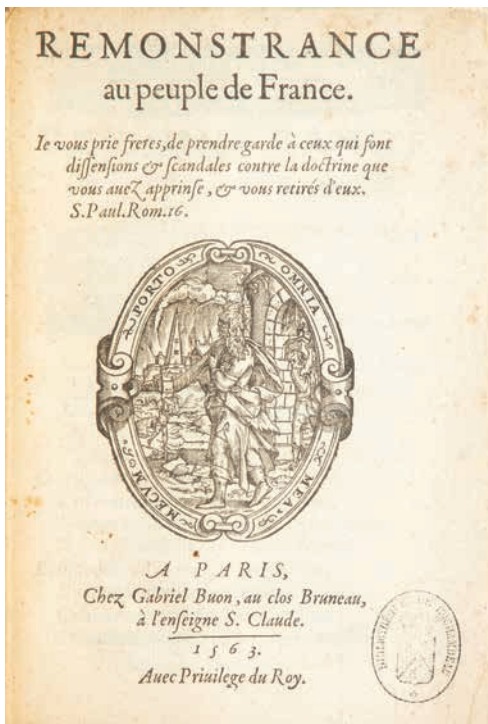 REMONSTRANCE
au peuple de France.
Ie vous prie freres, de prendre garde à ceux qui font
dissensions & scandales contre la doctrine que
vous auez apprinse, & vous retirés d'eux.
S. Paul. Rom. 16.
OMNIA MEA MECVM PORTO
A PARIS,
Chez Gabriel Buon, au clos Bruneau,
à l'enseigne S. Claude.
1563.
Auec Priuilege du Roy.